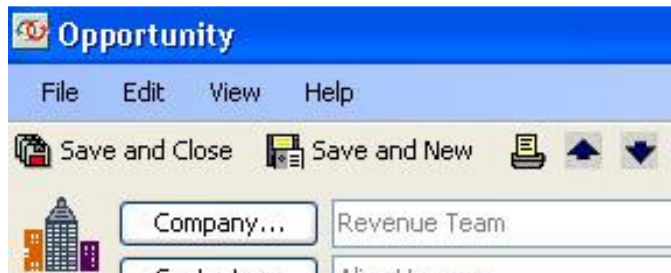 Opportunity
File Edit View Help
Save and Close Save and New
Company... Revenue Team